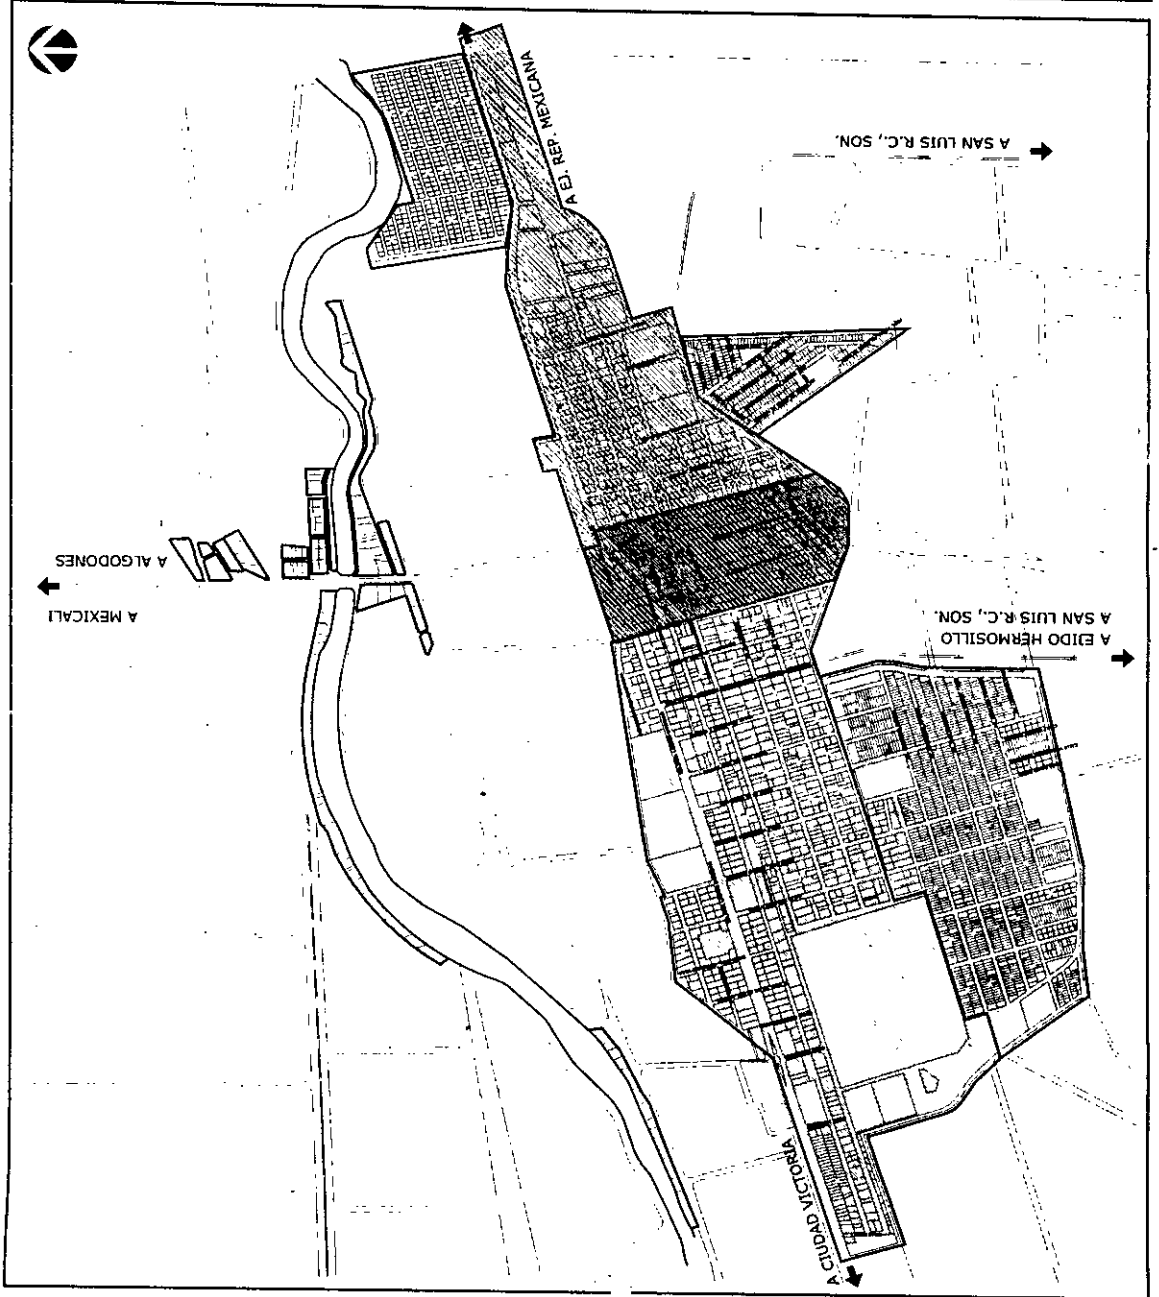 A EJ. REP. MEXICANA
A SAN LUIS R.C., SON.
A ALGODONES
A MEXICALI
A EJIDO HERMOSILLO
A SAN LUIS R.C., SON.
A CIUDAD VICTORIA